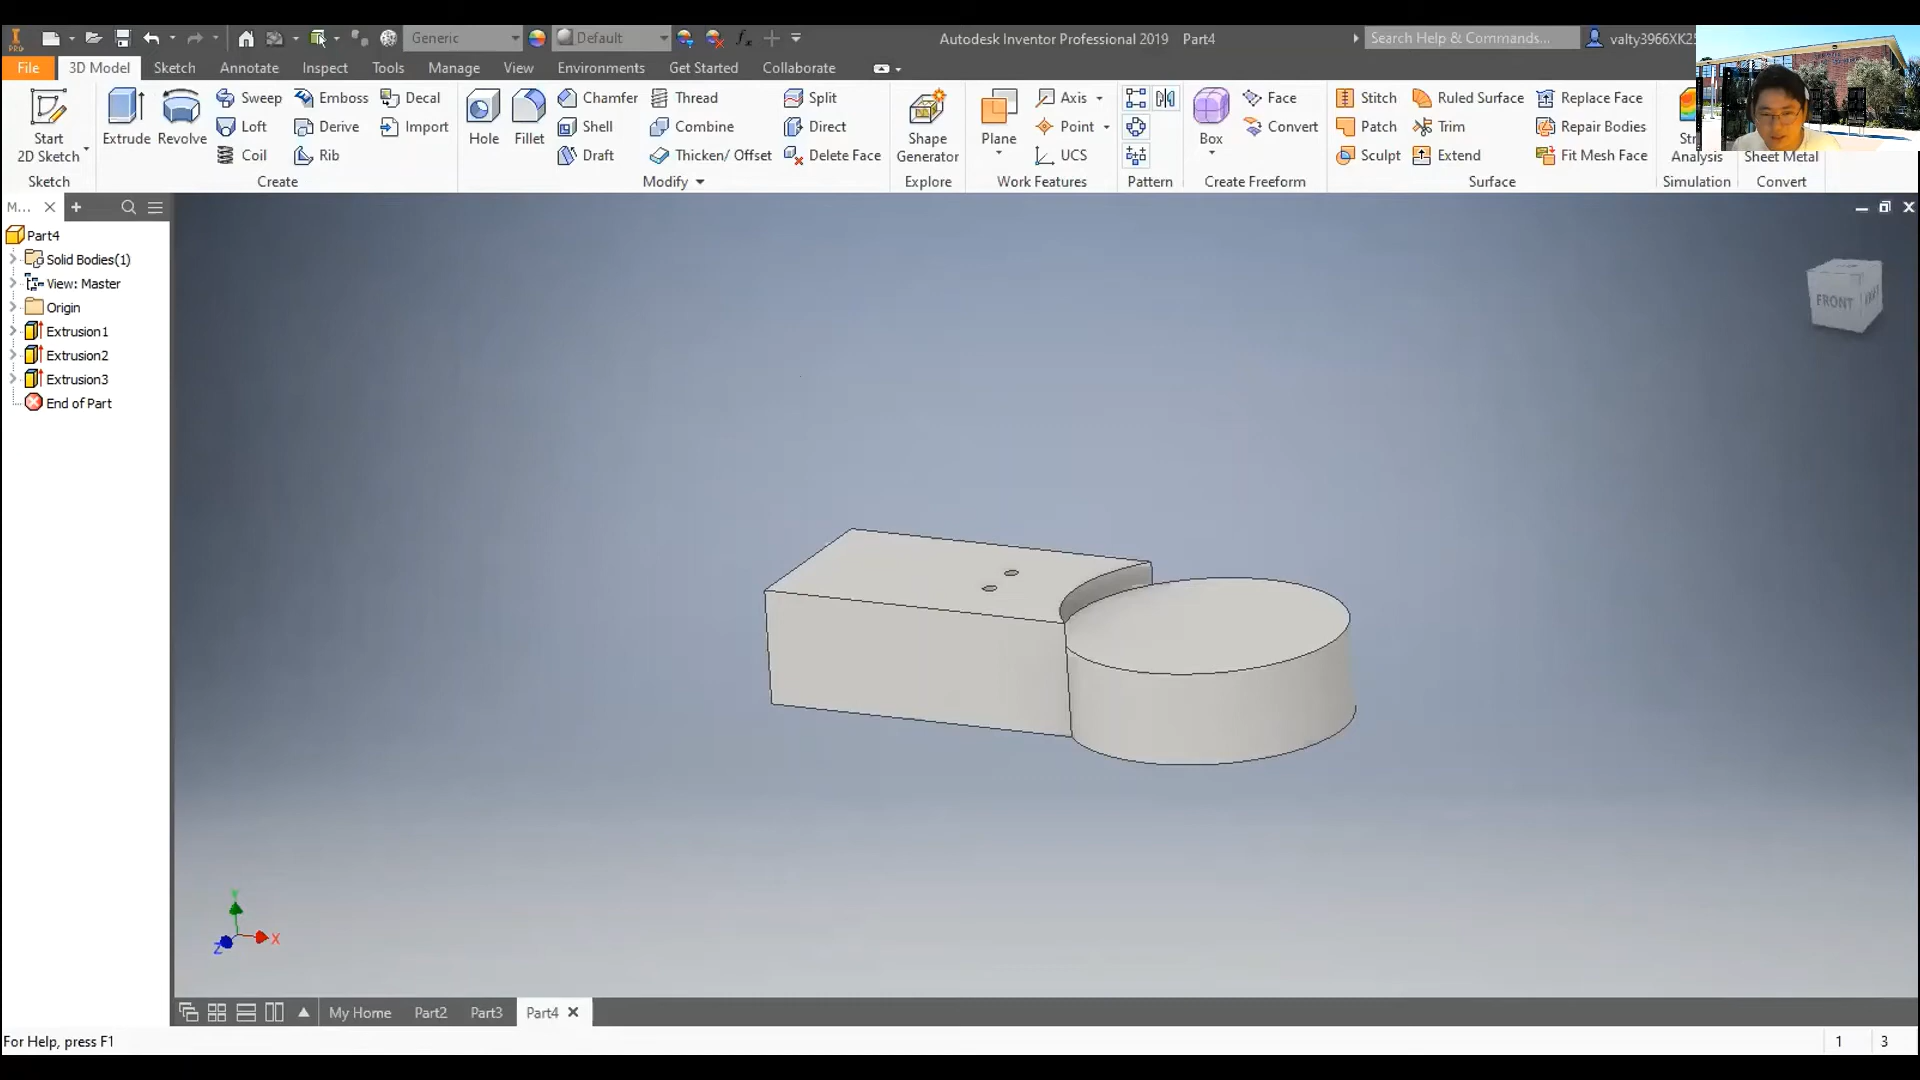 PRO Generic Default Autodesk Inventor Professional 2019 Part4 Search Help & Commands...
File 3D Model Sketch Annotate Inspect Tools Manage View Environments Get Started Collaborate
Start 2D Sketch Extrude Revolve Sweep Emboss Decal Hole Fillet Chamfer Thread Split Shape Generator Plane Axis Box Face Stitch Ruled Surface Replace Face
Loft Derive Import Shell Combine Direct Point Convert Patch Trim Repair Bodies
Coil Rib Draft Thicken/ Offset Delete Face UCS Sculpt Extend Fit Mesh Face Analysis Sheet Metal
Sketch Create Modify Explore Work Features Pattern Create Freeform Surface Simulation Convert
M...
Part4
Solid Bodies(1)
View: Master
Origin
Extrusion1
Extrusion2
Extrusion3
End of Part
FRONT
Y
Z
X
My Home Part2 Part3 Part4
For Help, press F1 1 3